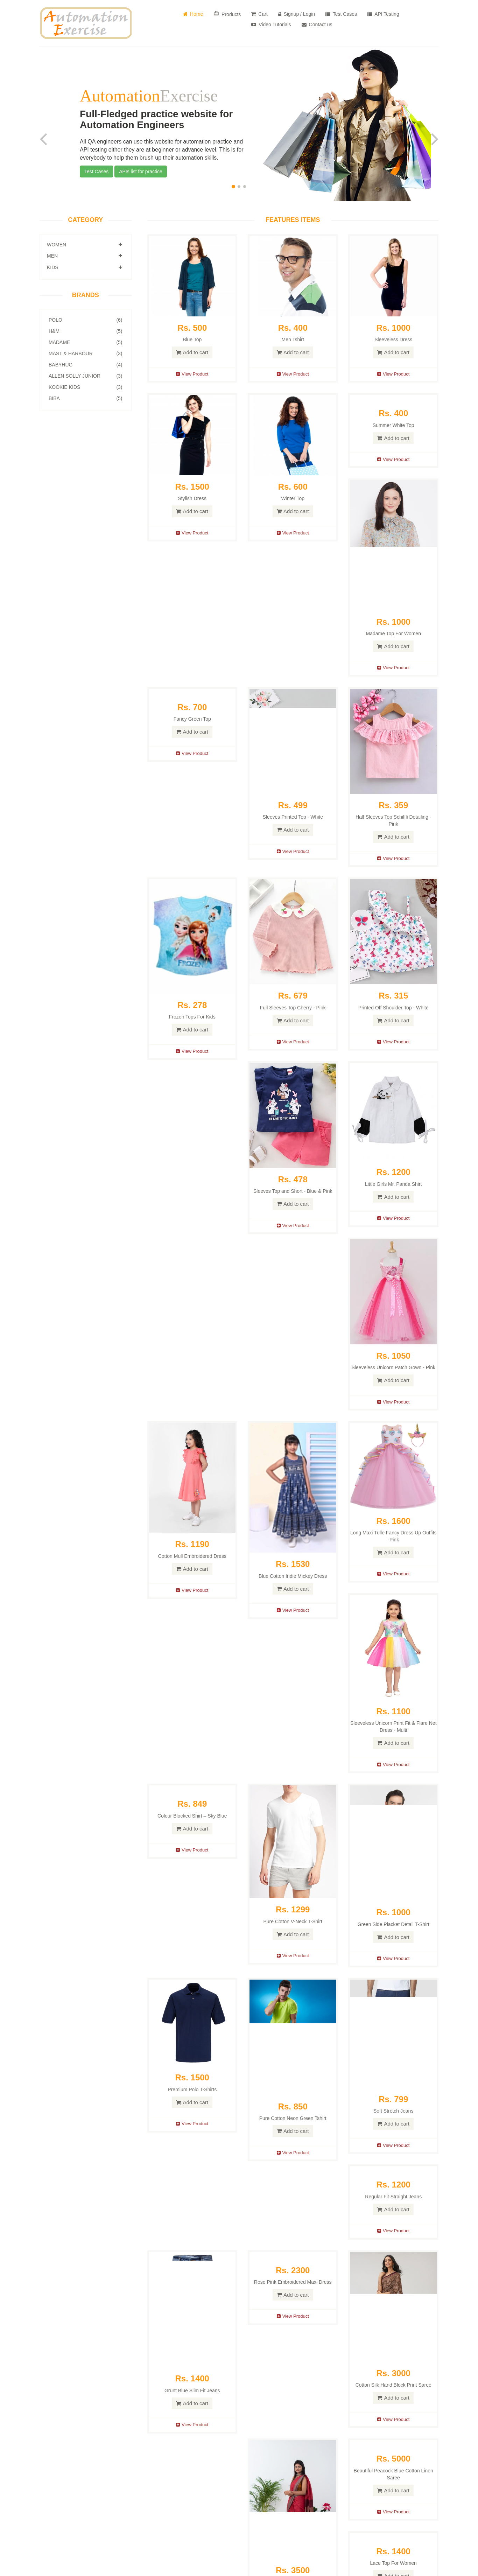 Automation
Exercise
Home
Products
Cart
Signup / Login
Test Cases
API Testing
Video Tutorials
Contact us
AutomationExercise
Full-Fledged practice website for
Automation Engineers
All QA engineers can use this website for automation practice and
API testing either they are at beginner or advance level. This is for
everybody to help them brush up their automation skills.
Test Cases
APIs list for practice
CATEGORY
WOMEN
MEN
KIDS
BRANDS
POLO (6)
H&M (5)
MADAME (5)
MAST & HARBOUR (3)
BABYHUG (4)
ALLEN SOLLY JUNIOR (3)
KOOKIE KIDS (3)
BIBA (5)
FEATURES ITEMS
Rs. 500
Blue Top
Add to cart
View Product
Rs. 400
Men Tshirt
Add to cart
View Product
Rs. 1000
Sleeveless Dress
Add to cart
View Product
Rs. 1500
Stylish Dress
Add to cart
View Product
Rs. 600
Winter Top
Add to cart
View Product
Rs. 400
Summer White Top
Add to cart
View Product
Rs. 1000
Madame Top For Women
Add to cart
View Product
Rs. 700
Fancy Green Top
Add to cart
View Product
Rs. 499
Sleeves Printed Top - White
Add to cart
View Product
Rs. 359
Half Sleeves Top Schiffli Detailing -
Pink
Add to cart
View Product
Rs. 278
Frozen Tops For Kids
Add to cart
View Product
Rs. 679
Full Sleeves Top Cherry - Pink
Add to cart
View Product
Rs. 315
Printed Off Shoulder Top - White
Add to cart
View Product
Rs. 478
Sleeves Top and Short - Blue & Pink
Add to cart
View Product
Rs. 1200
Little Girls Mr. Panda Shirt
Add to cart
View Product
Rs. 1050
Sleeveless Unicorn Patch Gown - Pink
Add to cart
View Product
Rs. 1190
Cotton Mull Embroidered Dress
Add to cart
View Product
Rs. 1530
Blue Cotton Indie Mickey Dress
Add to cart
View Product
Rs. 1600
Long Maxi Tulle Fancy Dress Up Outfits
-Pink
Add to cart
View Product
Rs. 1100
Sleeveless Unicorn Print Fit & Flare Net
Dress - Multi
Add to cart
View Product
Rs. 849
Colour Blocked Shirt – Sky Blue
Add to cart
View Product
Rs. 1299
Pure Cotton V-Neck T-Shirt
Add to cart
View Product
Rs. 1000
Green Side Placket Detail T-Shirt
Add to cart
View Product
Rs. 1500
Premium Polo T-Shirts
Add to cart
View Product
Rs. 850
Pure Cotton Neon Green Tshirt
Add to cart
View Product
Rs. 799
Soft Stretch Jeans
Add to cart
View Product
Rs. 1200
Regular Fit Straight Jeans
Add to cart
View Product
Rs. 1400
Grunt Blue Slim Fit Jeans
Add to cart
View Product
Rs. 2300
Rose Pink Embroidered Maxi Dress
Add to cart
View Product
Rs. 3000
Cotton Silk Hand Block Print Saree
Add to cart
View Product
Rs. 3500
Rs. 5000
Beautiful Peacock Blue Cotton Linen
Saree
Add to cart
View Product
Rs. 1400
Lace Top For Women
Add to cart